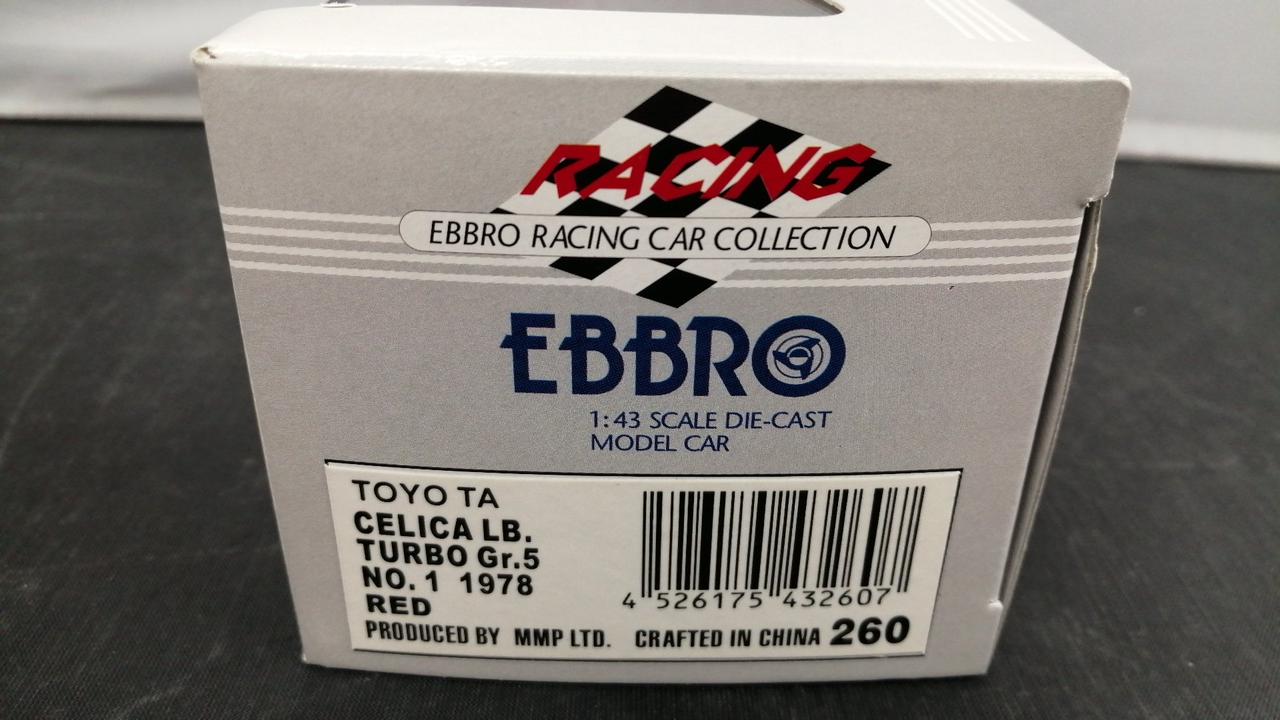 RACING
EBBRO RACING CAR COLLECTION
EBBRO
1:43 SCALE DIE-CAST
MODEL CAR
TOYO TA
CELICA LB.
TURBO Gr.5
NO. 1 1978
RED
4 526175 432607
PRODUCED BY MMP LTD. CRAFTED IN CHINA 260